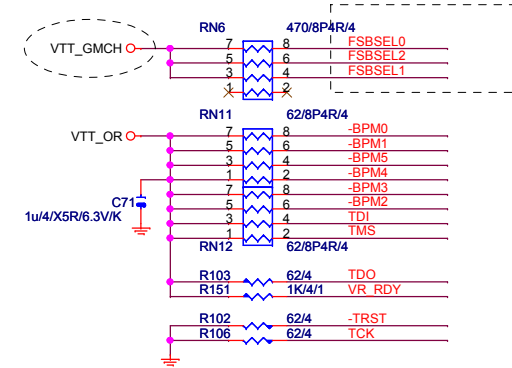 RN6 470/8P4R/4
VTT_GMCH 7 8 FSBSEL0
5 6 FSBSEL2
3 4 FSBSEL1
1 2
RN11 62/8P4R/4
VTT_OR 7 8 -BPM0
5 6 -BPM1
3 4 -BPM5
1 2 -BPM4
C71 7 8 -BPM3
1u/4/X5R/6.3V/K 5 6 -BPM2
3 4 TDI
1 2 TMS
RN12 62/8P4R/4
R103 62/4 TDO
R151 1K/4/1 VR_RDY
R102 62/4 -TRST
R106 62/4 TCK